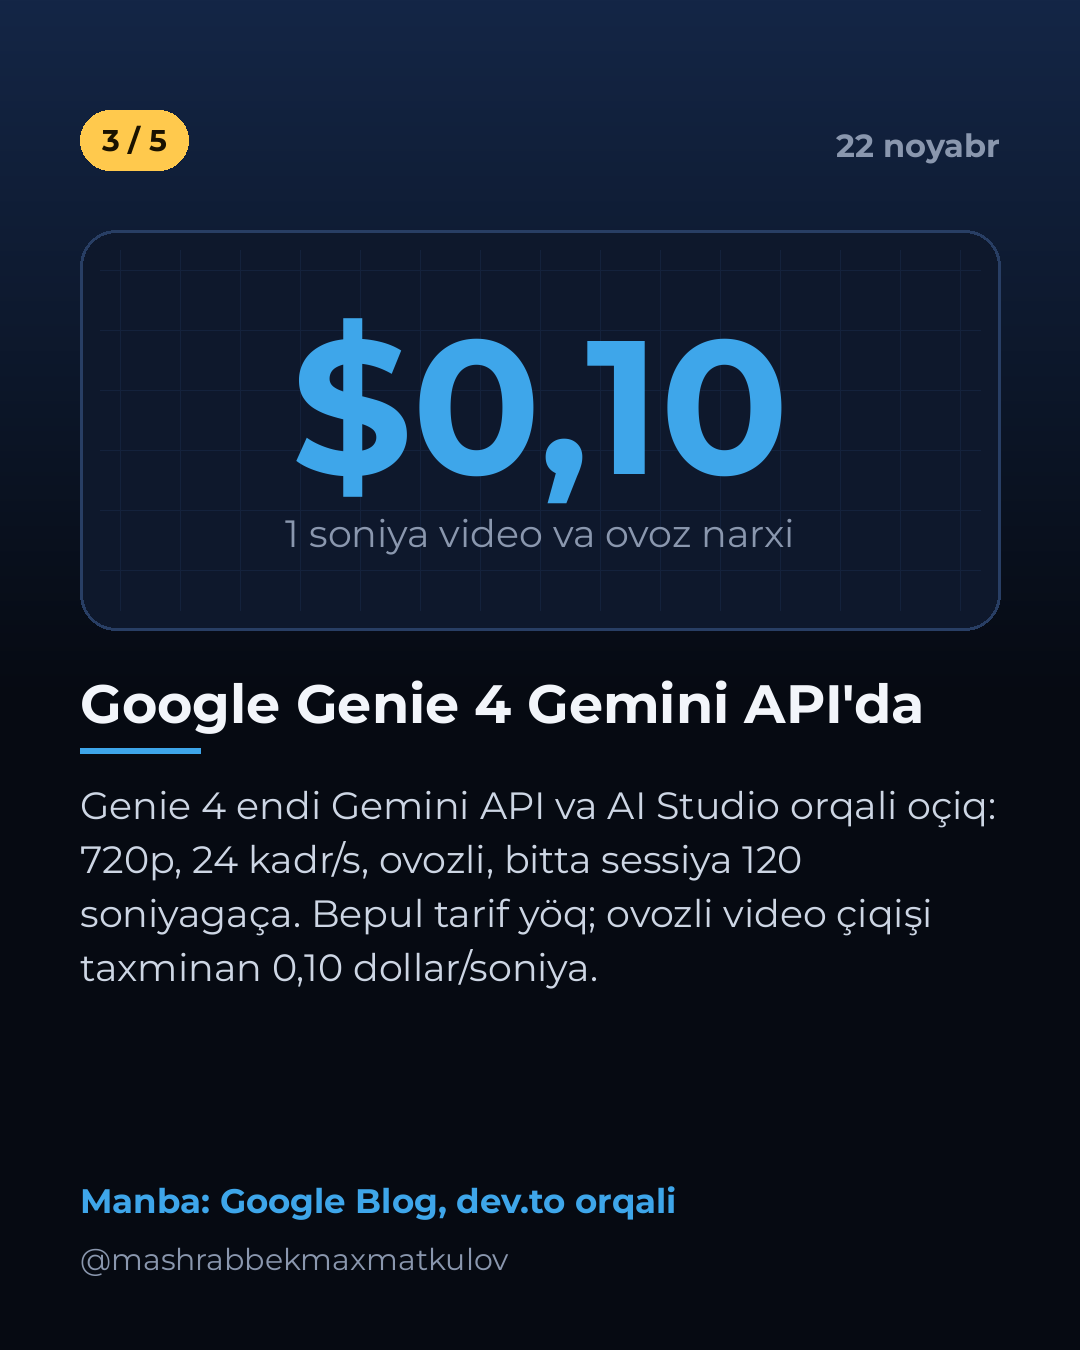 3 / 5
22 noyabr
$0,10
1 soniya video va ovoz narxi
Google Genie 4 Gemini API'da
Genie 4 endi Gemini API va AI Studio orqali oçiq:
720p, 24 kadr/s, ovozli, bitta sessiya 120
soniyagaça. Bepul tarif yöq; ovozli video çiqişi
taxminan 0,10 dollar/soniya.
Manba: Google Blog, dev.to orqali
@mashrabbekmaxmatkulov